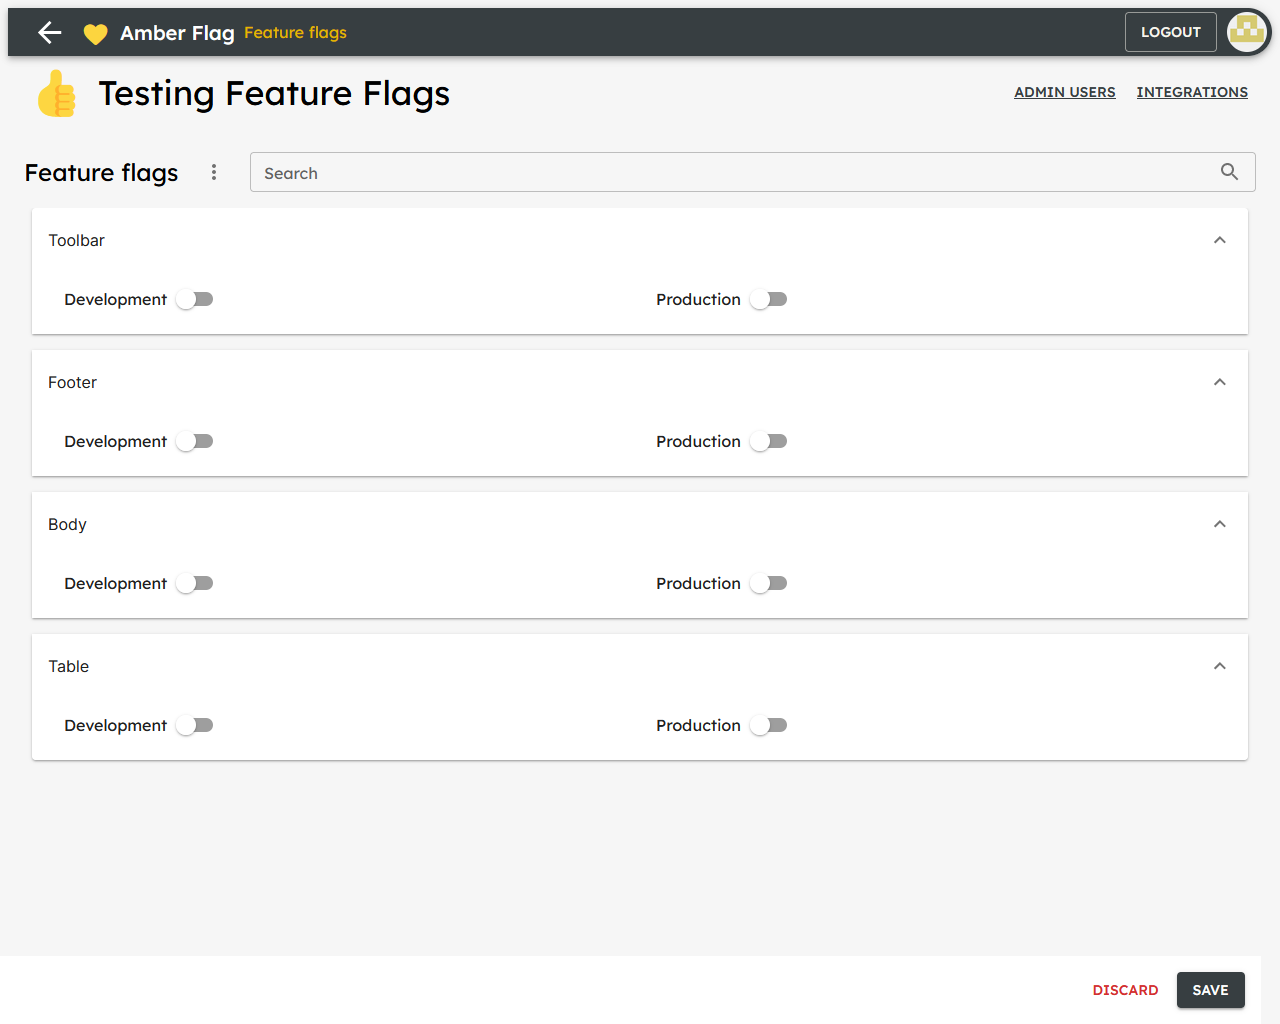 Amber Flag Feature flags LOGOUT
Testing Feature Flags ADMIN USERS INTEGRATIONS
Feature flags Search
Toolbar
Development Production
Footer
Development Production
Body
Development Production
Table
Development Production
DISCARD SAVE